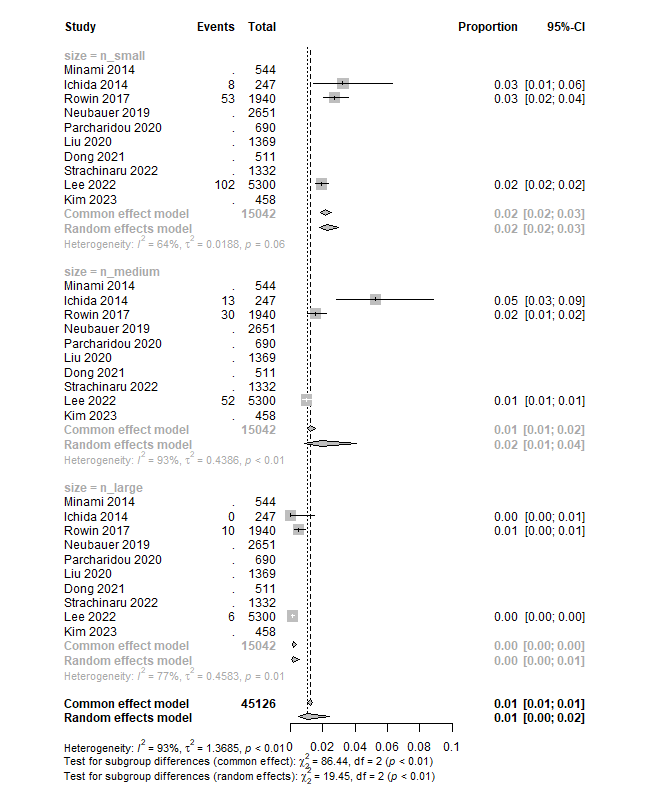 Study Events Total Proportion 95%-CI
size = n_small
Minami 2014 . 544
Ichida 2014 8 247 0.03 [0.01; 0.06]
Rowin 2017 53 1940 0.03 [0.02; 0.04]
Neubauer 2019 . 2651
Parcharidou 2020 . 690
Liu 2020 . 1369
Dong 2021 . 511
Strachinaru 2022 . 1332
Lee 2022 102 5300 0.02 [0.02; 0.02]
Kim 2023 . 458
Common effect model 15042 0.02 [0.02; 0.03]
Random effects model 0.02 [0.02; 0.03]
Heterogeneity: I² = 64%, τ² = 0.0188, p = 0.06
size = n_medium
Minami 2014 . 544
Ichida 2014 13 247 0.05 [0.03; 0.09]
Rowin 2017 30 1940 0.02 [0.01; 0.02]
Neubauer 2019 . 2651
Parcharidou 2020 . 690
Liu 2020 . 1369
Dong 2021 . 511
Strachinaru 2022 . 1332
Lee 2022 52 5300 0.01 [0.01; 0.01]
Kim 2023 . 458
Common effect model 15042 0.01 [0.01; 0.02]
Random effects model 0.02 [0.01; 0.04]
Heterogeneity: I² = 93%, τ² = 0.4386, p < 0.01
size = n_large
Minami 2014 . 544
Ichida 2014 0 247 0.00 [0.00; 0.01]
Rowin 2017 10 1940 0.01 [0.00; 0.01]
Neubauer 2019 . 2651
Parcharidou 2020 . 690
Liu 2020 . 1369
Dong 2021 . 511
Strachinaru 2022 . 1332
Lee 2022 6 5300 0.00 [0.00; 0.00]
Kim 2023 . 458
Common effect model 15042 0.00 [0.00; 0.00]
Random effects model 0.00 [0.00; 0.01]
Heterogeneity: I² = 77%, τ² = 0.4583, p = 0.01
Common effect model 45126 0.01 [0.01; 0.01]
Random effects model 0.01 [0.00; 0.02]
Heterogeneity: I² = 93%, τ² = 1.3685, p < 0.01 0 0.02 0.04 0.06 0.08 0.1
Test for subgroup differences (common effect): χ²₂ = 86.44, df = 2 (p < 0.01)
Test for subgroup differences (random effects): χ²₂ = 19.45, df = 2 (p < 0.01)